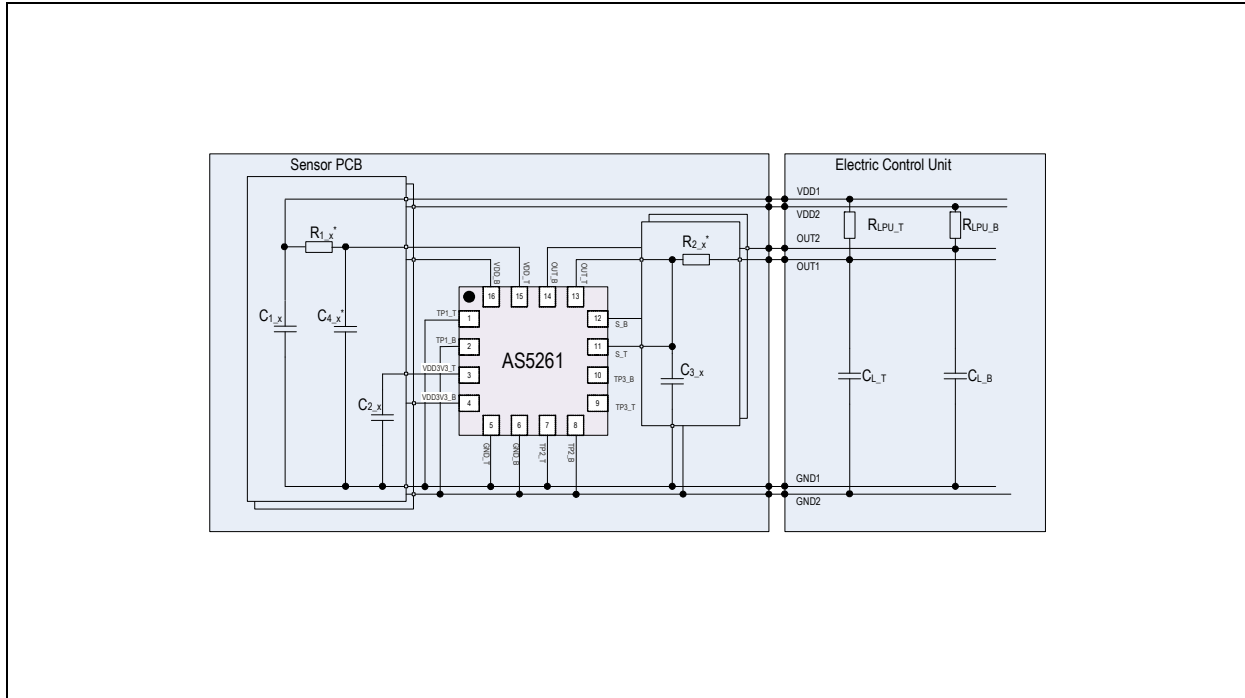 Sensor PCB
Electric Control Unit
VDD1
VDD2
R1_x*
R2_x*
RLPU_T
RLPU_B
OUT2
OUT1
VDD_B
VDD_T
OUT_B
OUT_T
16
15
14
13
C1_x
C4_x*
TP1_T
1
12
S_B
TP1_B
2
11
S_T
AS5261
VDD3V3_T
3
10
TP3_B
C3_x
CL_T
CL_B
C2_x
VDD3V3_B
4
9
TP3_T
5
6
7
8
GND_T
GND_B
TP2_T
TP2_B
GND1
GND2